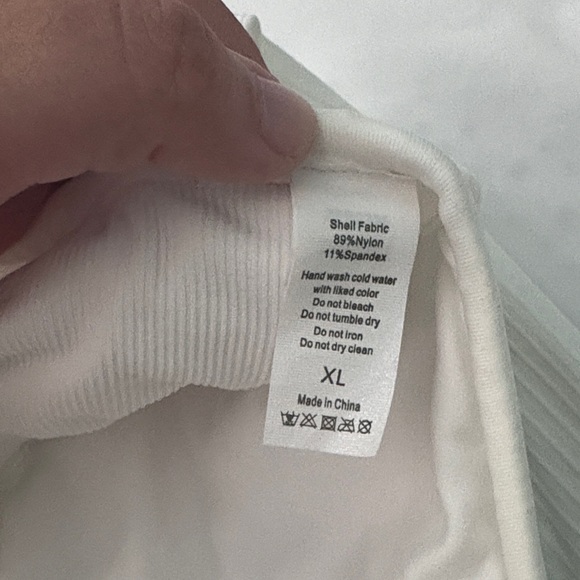 Shell Fabric
89%Nylon
11%Spandex
Hand wash cold water
with liked color
Do not bleach
Do not tumble dry
Do not iron
Do not dry clean
XL
Made in China